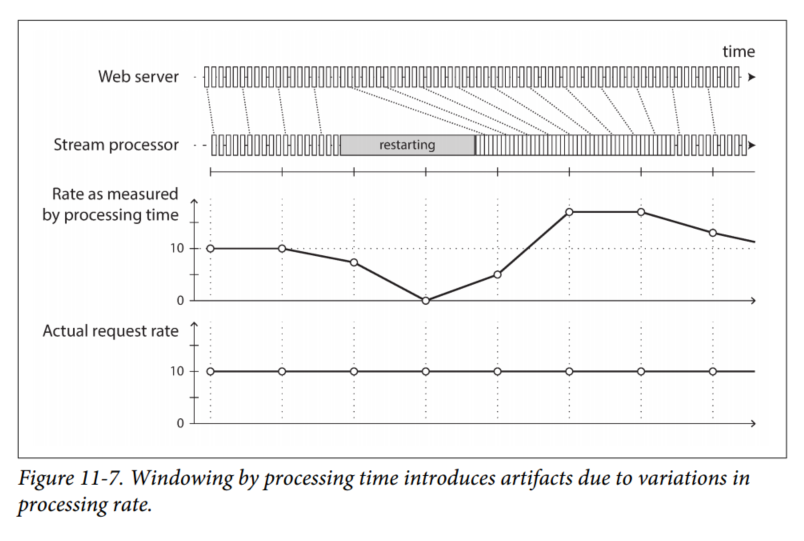 time
Web server
Stream processor
restarting
Rate as measured
by processing time
10
0
Actual request rate
10
0
Figure 11-7. Windowing by processing time introduces artifacts due to variations in
processing rate.